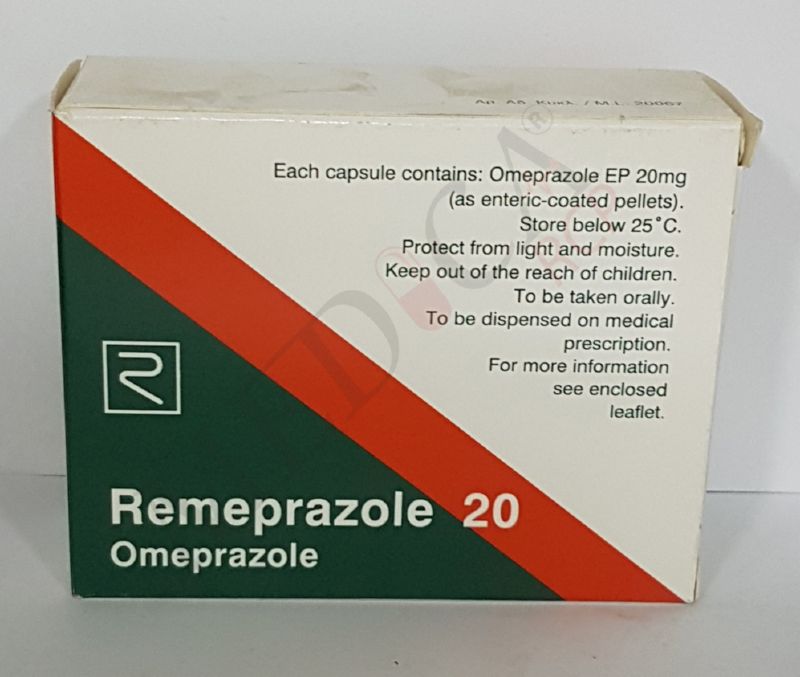 Each capsule contains: Omeprazole EP 20mg
(as enteric-coated pellets).
Store below 25°C.
Protect from light and moisture.
Keep out of the reach of children.
To be taken orally.
To be dispensed on medical
prescription.
For more information
see enclosed
leaflet.
Remeprazole 20
Omeprazole